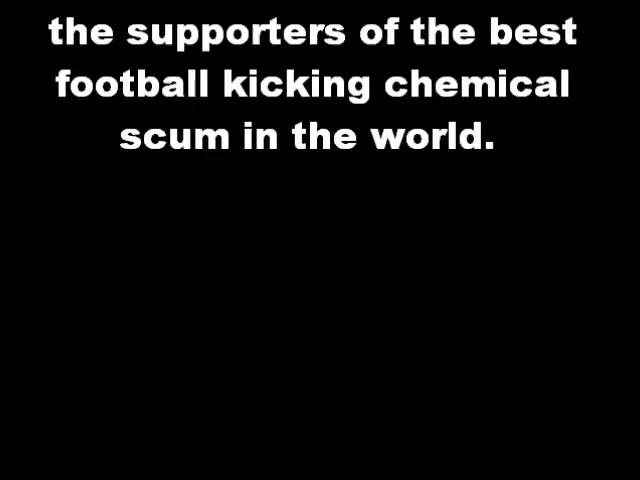 the supporters of the best
football kicking chemical
scum in the world.